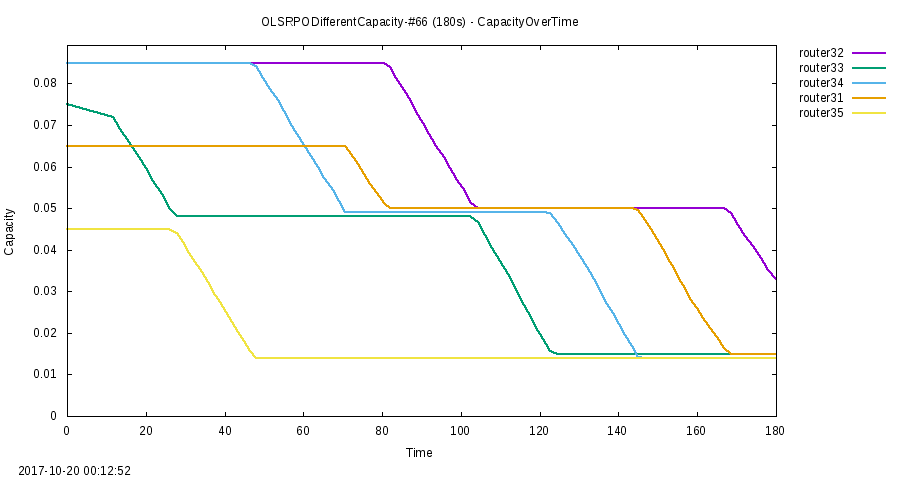 OLSRPODifferentCapacity-#66 (180s) - CapacityOverTime
router32
router33
router34
router31
router35
0.08
0.07
0.06
0.05
0.04
0.03
0.02
0.01
0
Capacity
0 20 40 60 80 100 120 140 160 180
Time
2017-10-20 00:12:52